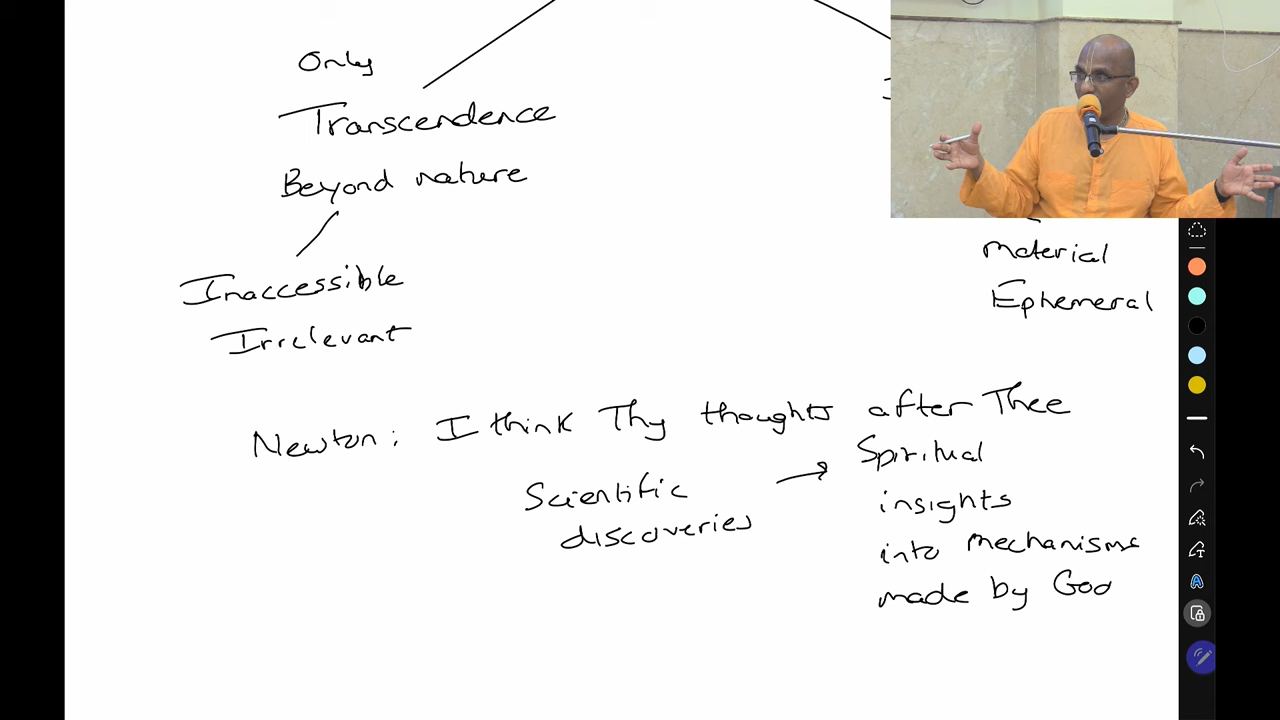 Only
Transcendence
Beyond nature
Inaccessible
Irrelevant
Material
Ephemeral
Newton: I think Thy thoughts after Thee
Scientific
discoveries
Spiritual
insights
into mechanisms
made by God